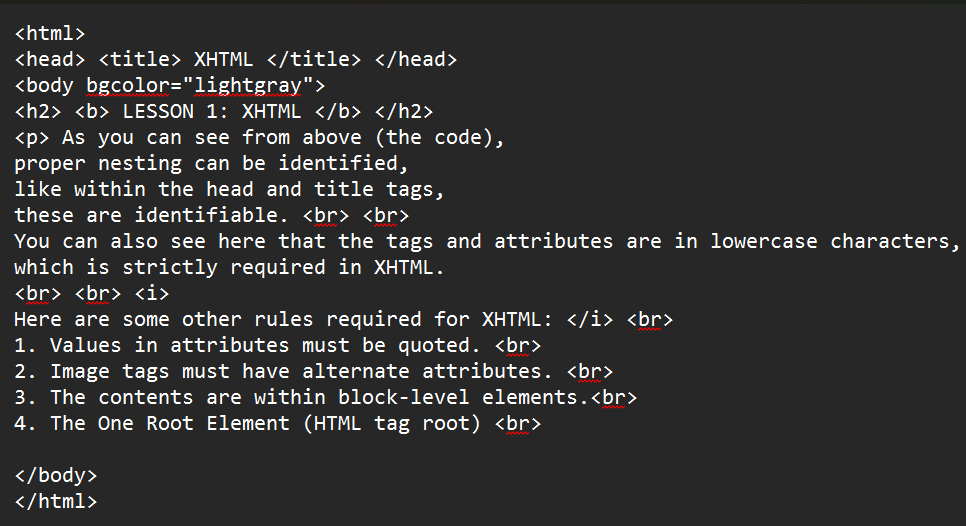 <html>
<head> <title> XHTML </title> </head>
<body bgcolor="lightgray">
<h2> <b> LESSON 1: XHTML </b> </h2>
<p> As you can see from above (the code),
proper nesting can be identified,
like within the head and title tags,
these are identifiable. <br> <br>
You can also see here that the tags and attributes are in lowercase characters,
which is strictly required in XHTML.
<br> <br> <i>
Here are some other rules required for XHTML: </i> <br>
1. Values in attributes must be quoted. <br>
2. Image tags must have alternate attributes. <br>
3. The contents are within block-level elements.<br>
4. The One Root Element (HTML tag root) <br>
</body>
</html>